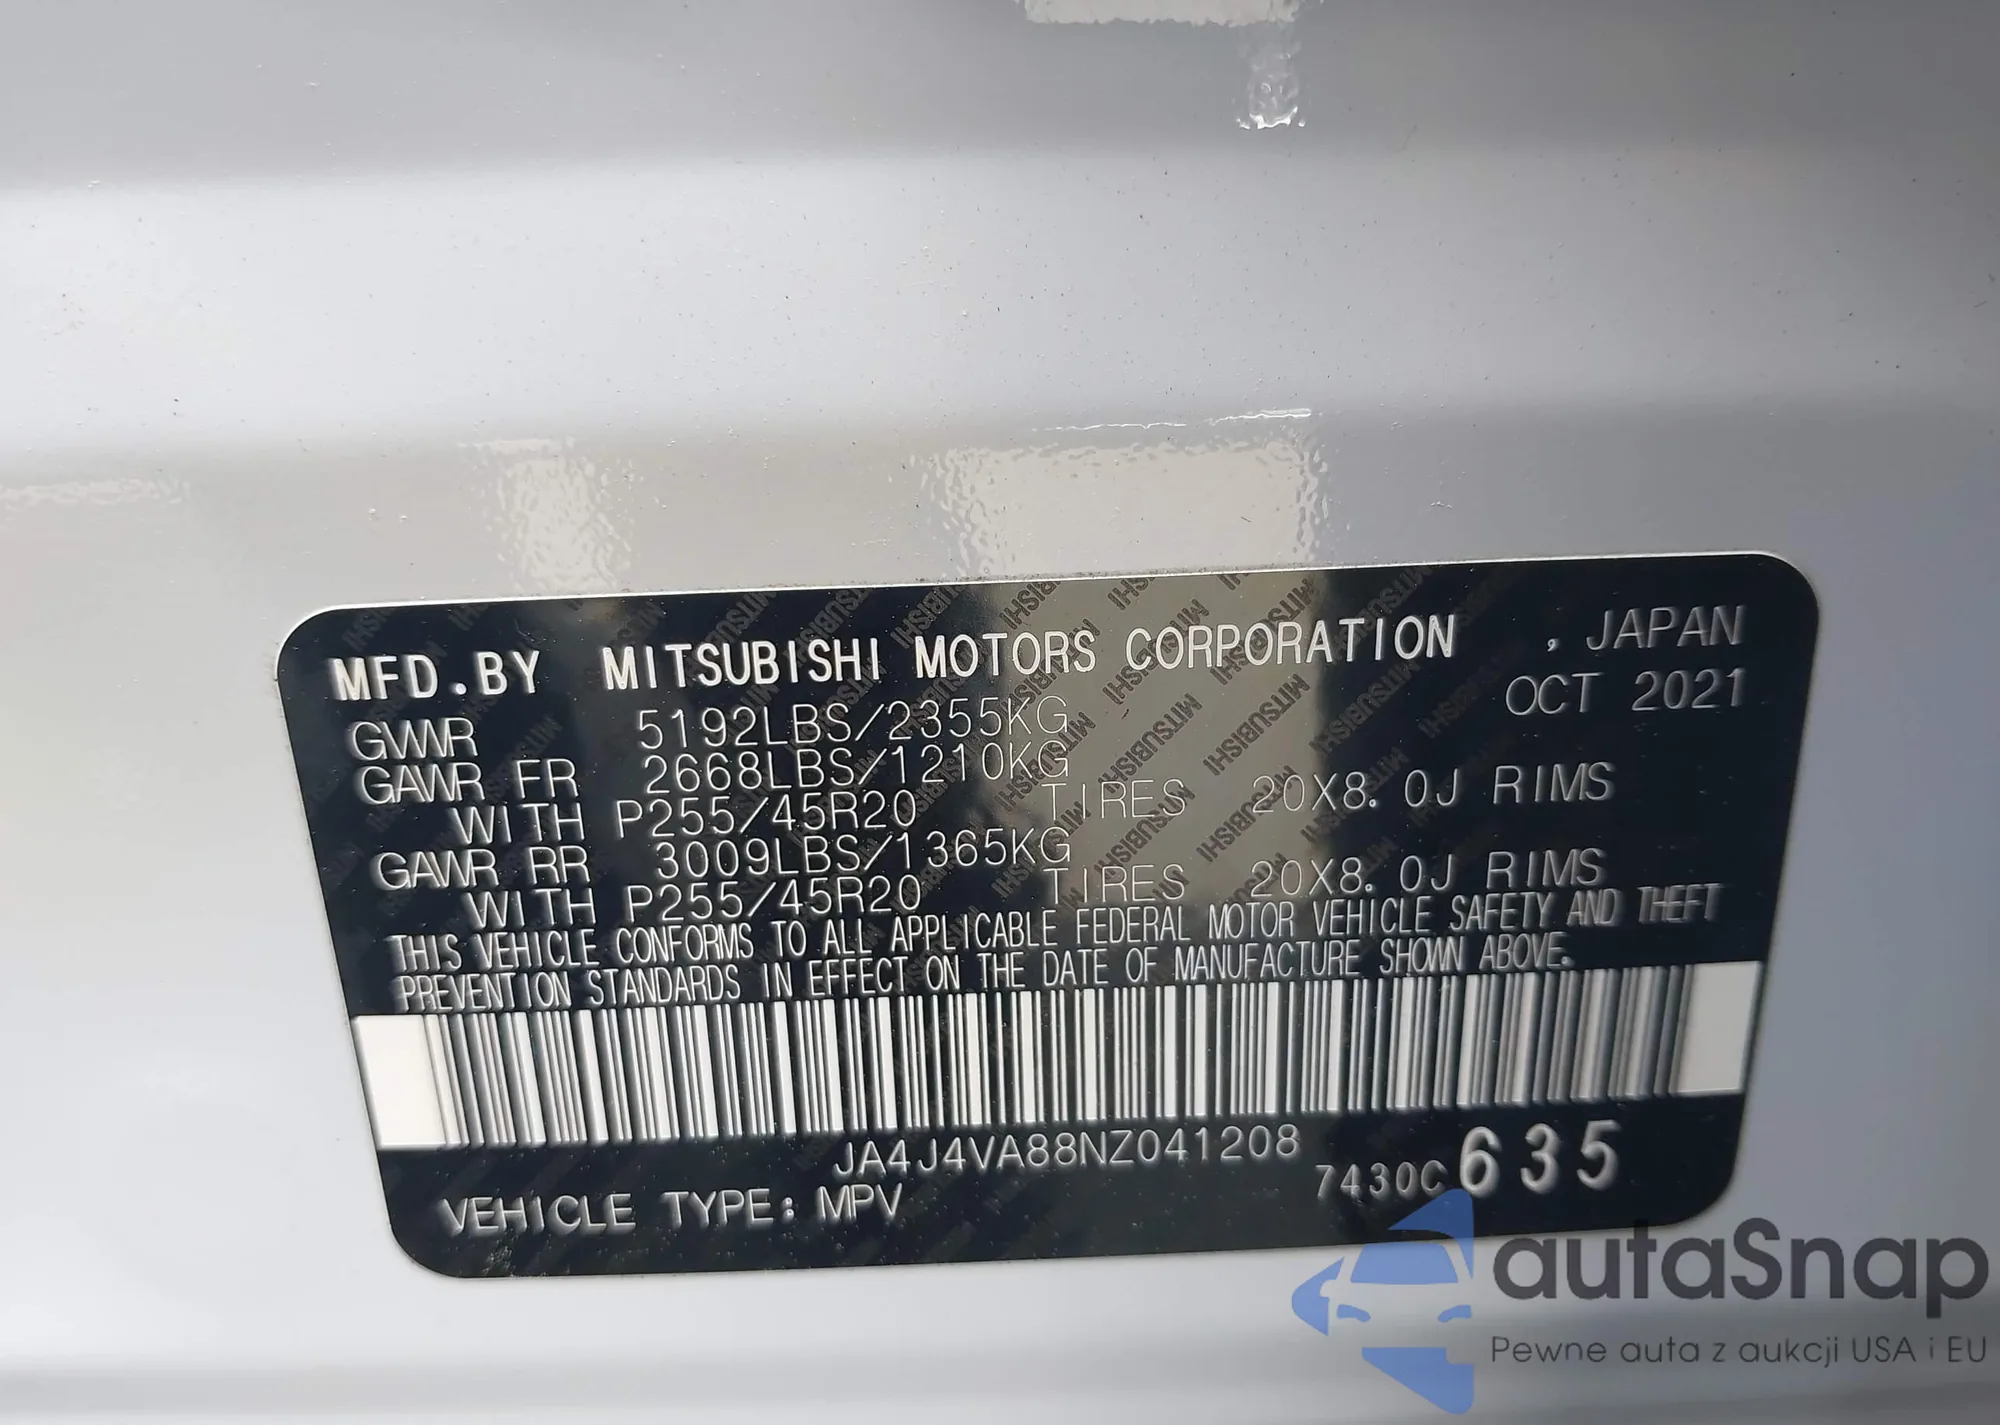 MFD.BY MITSUBISHI MOTORS CORPORATION , JAPAN
GVWR 5192LBS/2355KG OCT 2021
GAWR FR 2668LBS/1210KG
WITH P255/45R20 TIRES 20X8.0J RIMS
GAWR RR 3009LBS/1365KG
WITH P255/45R20 TIRES 20X8.0J RIMS
THIS VEHICLE CONFORMS TO ALL APPLICABLE FEDERAL MOTOR VEHICLE SAFETY AND THEFT
PREVENTION STANDARDS IN EFFECT ON THE DATE OF MANUFACTURE SHOWN ABOVE.
JA4J4VA88NZ041208
7430C 635
VEHICLE TYPE: MPV
autaSnap
Pewne auta z aukcji USA i EU